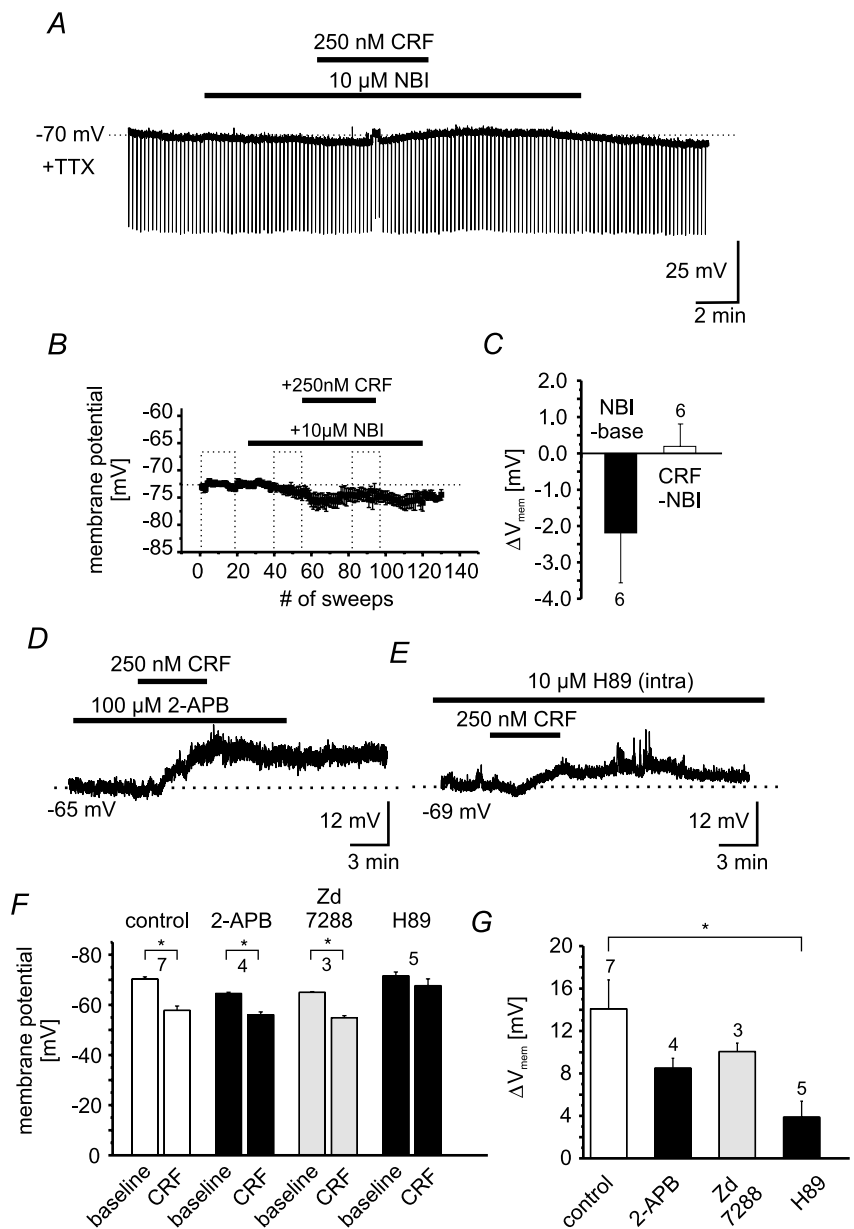 A
250 nM CRF
10 µM NBI
-70 mV
+TTX
25 mV
2 min
B
+250nM CRF
+10µM NBI
membrane potential
[mV]
-60
-65
-70
-75
-80
-85
0 20 40 60 80 100 120 140
# of sweeps
C
ΔVmem [mV]
2.0
1.0
0.0
-1.0
-2.0
-3.0
-4.0
NBI
-base
6
CRF
-NBI
6
D
250 nM CRF
100 µM 2-APB
-65 mV
12 mV
3 min
E
10 µM H89 (intra)
250 nM CRF
-69 mV
12 mV
3 min
F
control 2-APB Zd
7288 H89
* * *
7 4 3 5
membrane potential
[mV]
-80
-60
-40
-20
0
baseline CRF baseline CRF baseline CRF baseline CRF
G
*
ΔVmem [mV]
20
16
12
8
4
0
7
4
3
5
control 2-APB Zd
7288 H89